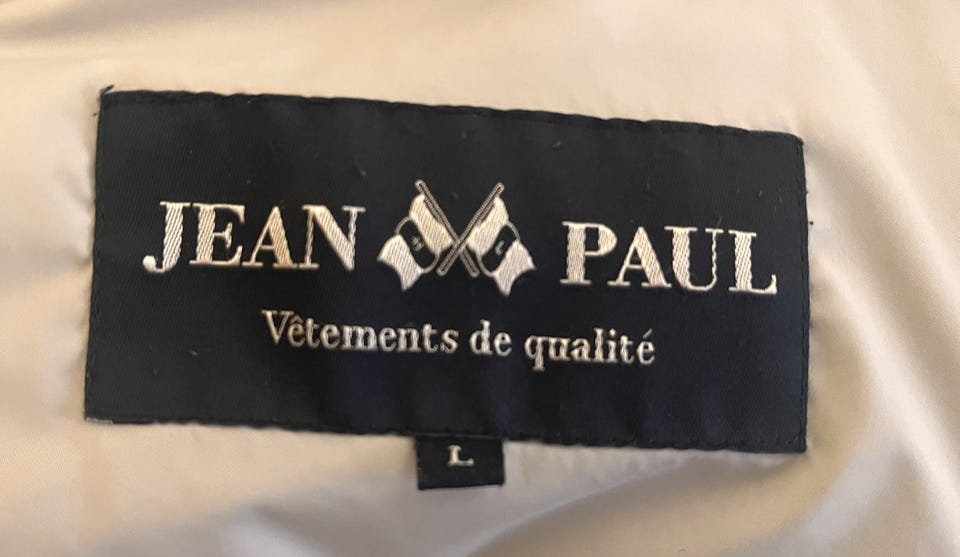 JEAN PAUL
Vêtements de qualité
L